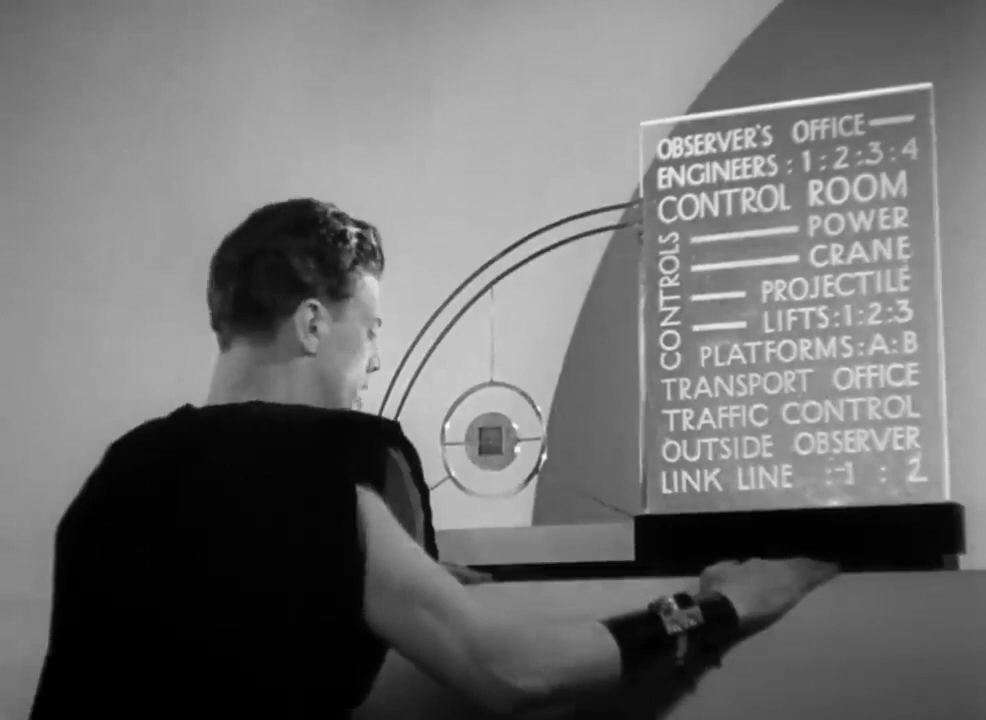 OBSERVER'S OFFICE —
ENGINEERS : 1 : 2 : 3 : 4
CONTROL ROOM
CONTROLS
— POWER
— CRANE
— PROJECTILE
— LIFTS : 1 : 2 : 3
PLATFORMS : A : B
TRANSPORT OFFICE
TRAFFIC CONTROL
OUTSIDE OBSERVER
LINK LINE : 1 : 2